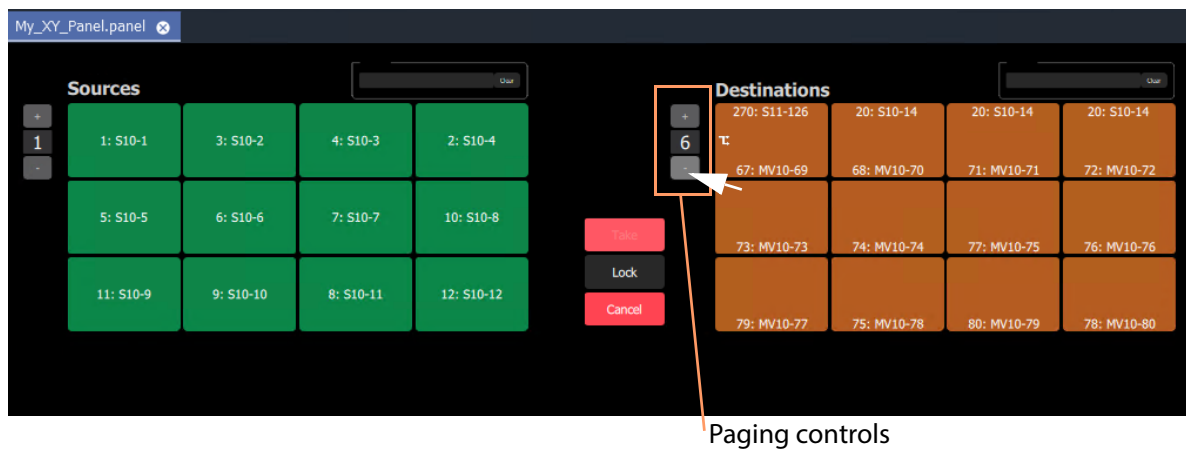 My_XY_Panel.panel
Sources
Clear
Destinations
Clear
+
1
-
1: S10-1
3: S10-2
4: S10-3
2: S10-4
5: S10-5
6: S10-6
7: S10-7
10: S10-8
11: S10-9
9: S10-10
8: S10-11
12: S10-12
Take
Lock
Cancel
+
6
-
270: S11-126
20: S10-14
20: S10-14
20: S10-14
67: MV10-69
68: MV10-70
71: MV10-71
72: MV10-72
73: MV10-73
74: MV10-74
77: MV10-75
76: MV10-76
79: MV10-77
75: MV10-78
80: MV10-79
78: MV10-80
Paging controls